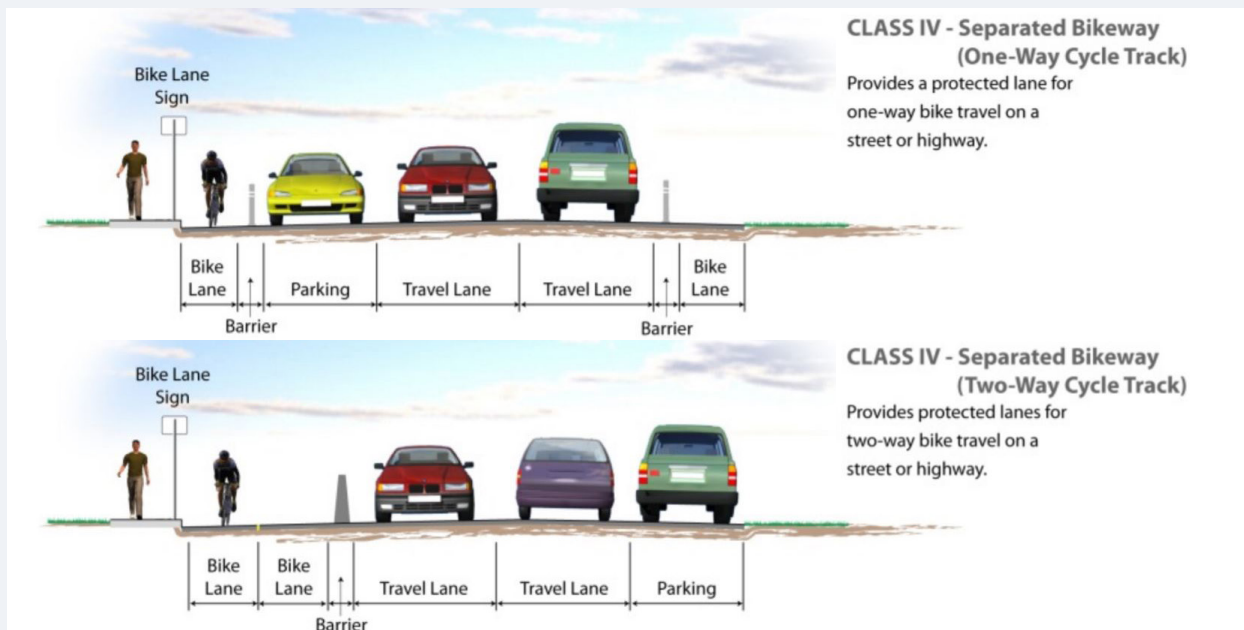 CLASS IV - Separated Bikeway
(One-Way Cycle Track)
Provides a protected lane for
one-way bike travel on a
street or highway.
Bike Lane
Sign
Bike
Lane
Parking
Travel Lane
Travel Lane
Bike
Lane
Barrier
Barrier
CLASS IV - Separated Bikeway
(Two-Way Cycle Track)
Provides protected lanes for
two-way bike travel on a
street or highway.
Bike Lane
Sign
Bike
Lane
Bike
Lane
Travel Lane
Travel Lane
Parking
Barrier